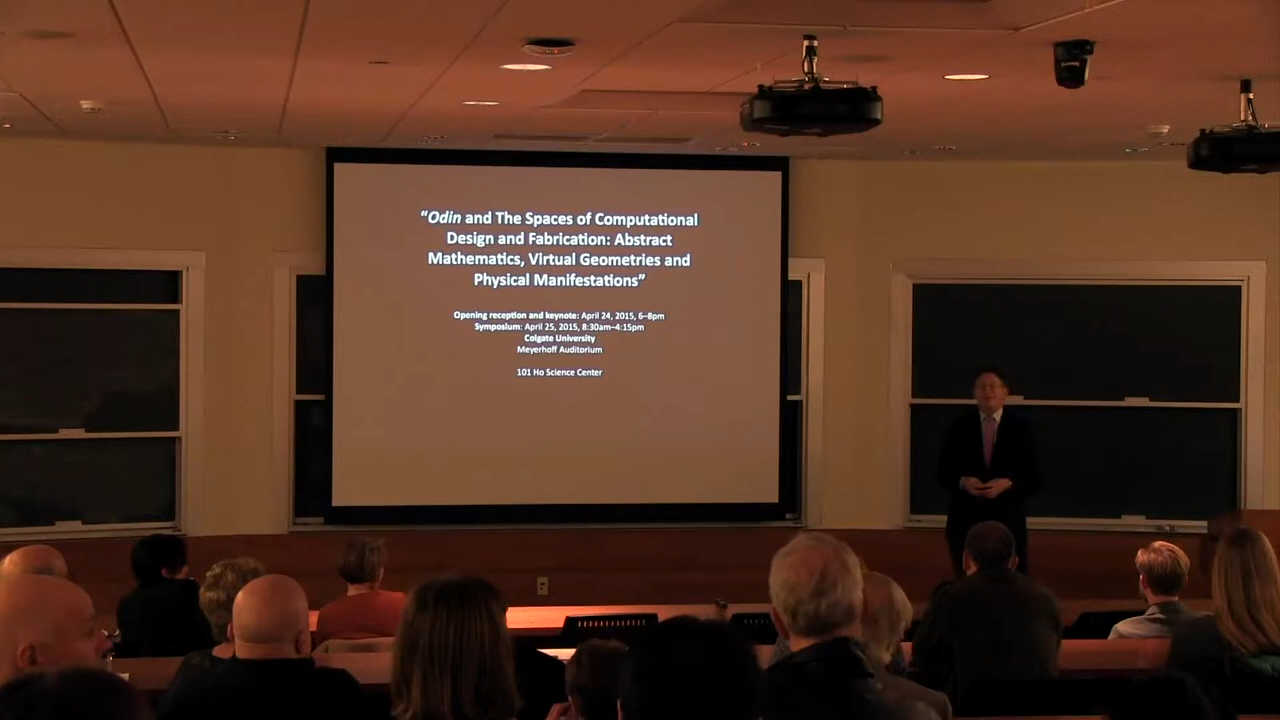 “Odin and The Spaces of Computational
Design and Fabrication: Abstract
Mathematics, Virtual Geometries and
Physical Manifestations”
Opening reception and keynote: April 24, 2015, 6–8pm
Symposium: April 25, 2015, 8:30am–4:15pm
Colgate University
Meyerhoff Auditorium
101 Ho Science Center